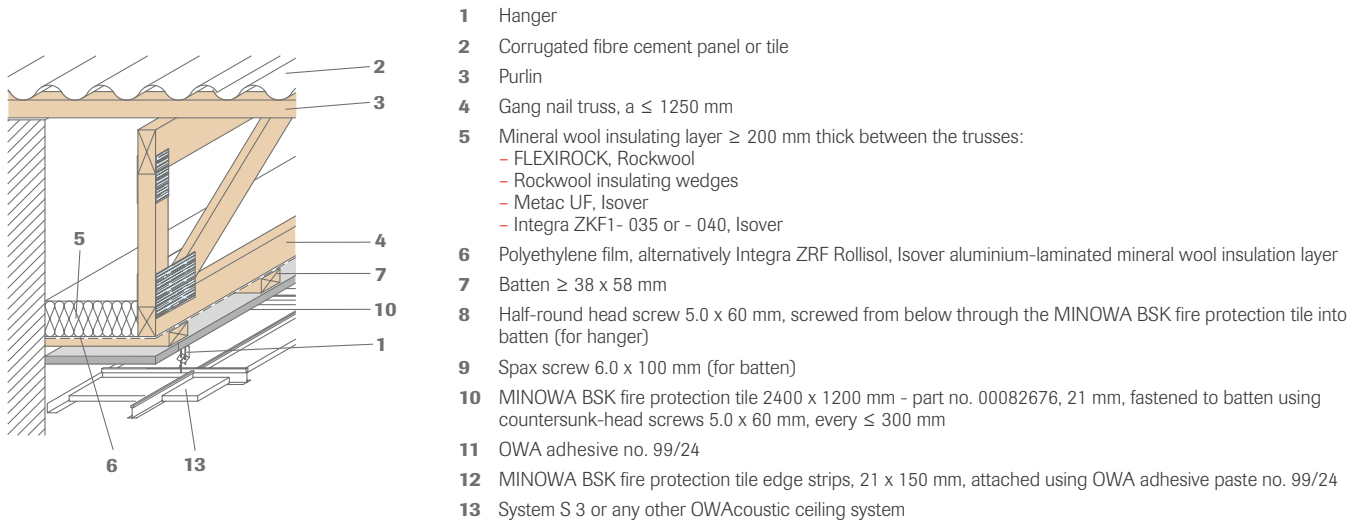 1 Hanger
2 Corrugated fibre cement panel or tile
3 Purlin
4 Gang nail truss, a ≤ 1250 mm
5 Mineral wool insulating layer ≥ 200 mm thick between the trusses:
– FLEXIROCK, Rockwool
– Rockwool insulating wedges
– Metac UF, Isover
– Integra ZKF1- 035 or - 040, Isover
6 Polyethylene film, alternatively Integra ZRF Rollisol, Isover aluminium-laminated mineral wool insulation layer
7 Batten ≥ 38 x 58 mm
8 Half-round head screw 5.0 x 60 mm, screwed from below through the MINOWA BSK fire protection tile into
batten (for hanger)
9 Spax screw 6.0 x 100 mm (for batten)
10 MINOWA BSK fire protection tile 2400 x 1200 mm - part no. 00082676, 21 mm, fastened to batten using
countersunk-head screws 5.0 x 60 mm, every ≤ 300 mm
11 OWA adhesive no. 99/24
12 MINOWA BSK fire protection tile edge strips, 21 x 150 mm, attached using OWA adhesive paste no. 99/24
13 System S 3 or any other OWAcoustic ceiling system
2
3
5
4
7
10
1
6
13